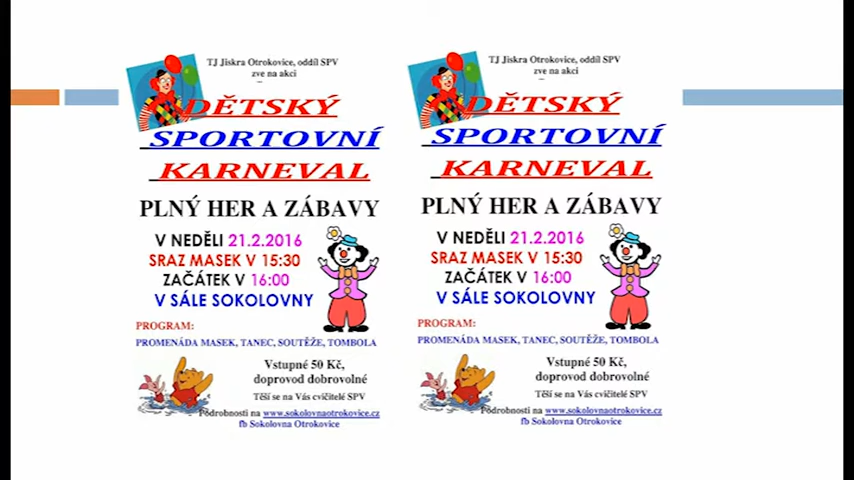 TJ Jiskra Otrokovice, oddíl SPV
zve na akci
DĚTSKÝ
SPORTOVNÍ
KARNEVAL
PLNÝ HER A ZÁBAVY
V NEDĚLI 21.2.2016
SRAZ MASEK V 15:30
ZAČÁTEK V 16:00
V SÁLE SOKOLOVNY
PROGRAM:
PROMENÁDA MASEK, TANEC, SOUTĚŽE, TOMBOLA
Vstupné 50 Kč,
doprovod dobrovolné
Těší se na Vás cvičitelé SPV
Podrobnosti na www.sokolovnaotrokovice.cz
fb Sokolovna Otrokovice
TJ Jiskra Otrokovice, oddíl SPV
zve na akci
DĚTSKÝ
SPORTOVNÍ
KARNEVAL
PLNÝ HER A ZÁBAVY
V NEDĚLI 21.2.2016
SRAZ MASEK V 15:30
ZAČÁTEK V 16:00
V SÁLE SOKOLOVNY
PROGRAM:
PROMENÁDA MASEK, TANEC, SOUTĚŽE, TOMBOLA
Vstupné 50 Kč,
doprovod dobrovolné
Těší se na Vás cvičitelé SPV
Podrobnosti na www.sokolovnaotrokovice.cz
fb Sokolovna Otrokovice